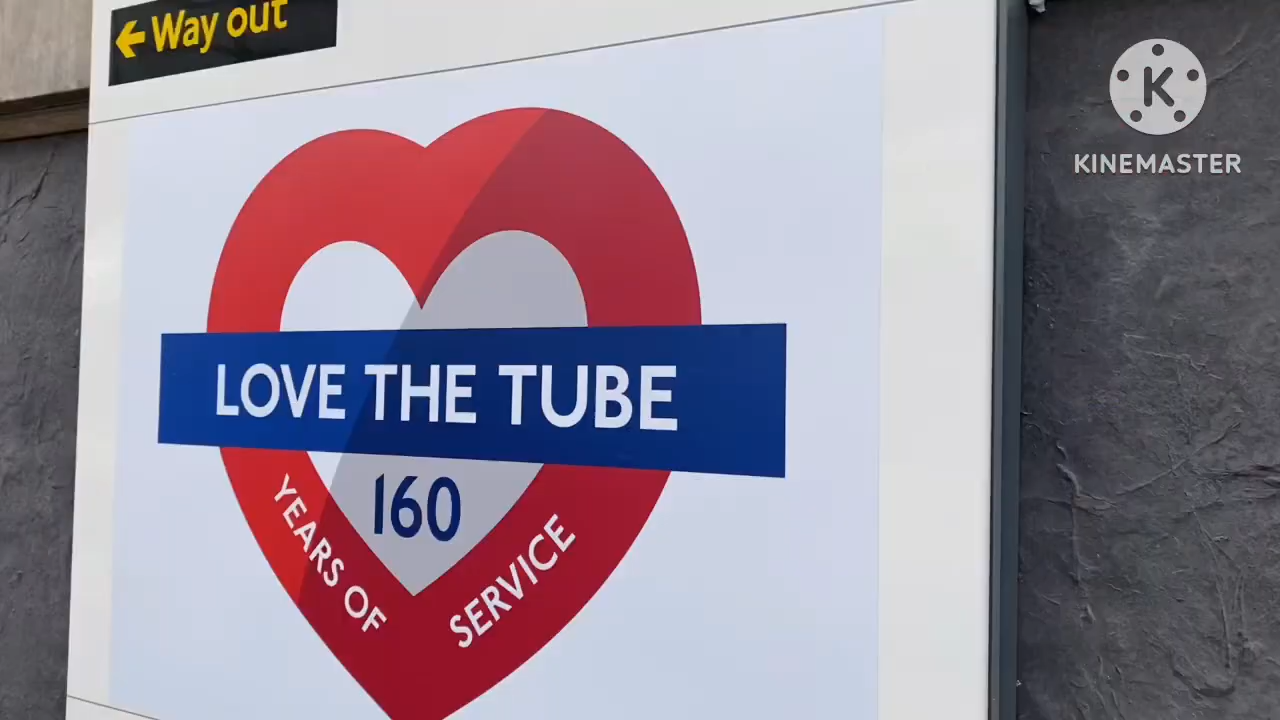 ← Way out
K
KINEMASTER
LOVE THE TUBE
160
YEARS OF
SERVICE